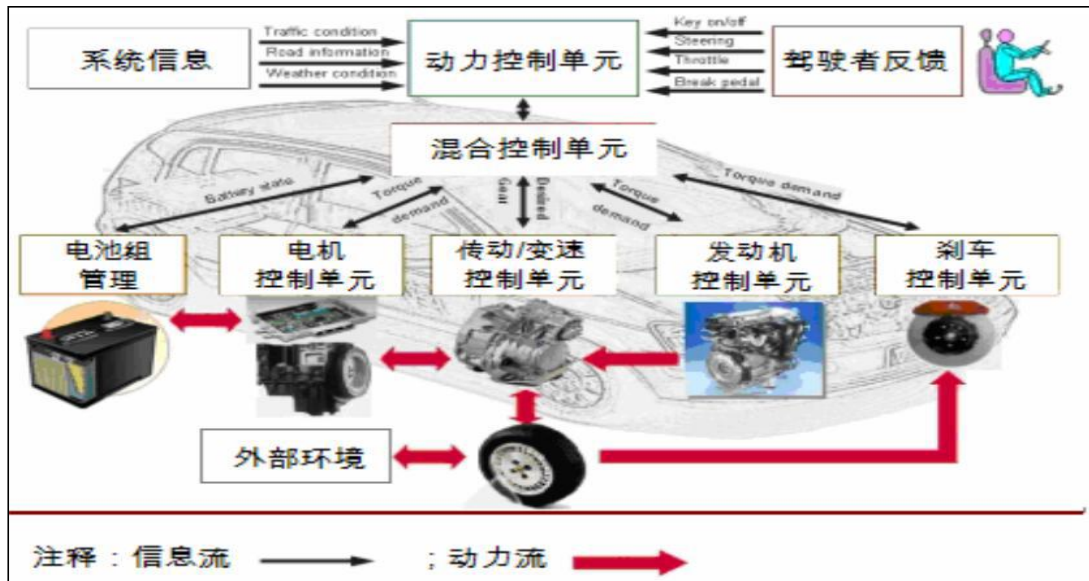 系统信息
Traffic condition
Road information
Weather condition
动力控制单元
Key on/off
Steering
Throttle
Break pedal
驾驶者反馈
混合控制单元
Battery state
Torque
demand
Desired
Gear
Torque
demand
Torque demand
电池组
管理
电机
控制单元
传动/变速
控制单元
发动机
控制单元
刹车
控制单元
外部环境
注释：信息流 ；动力流